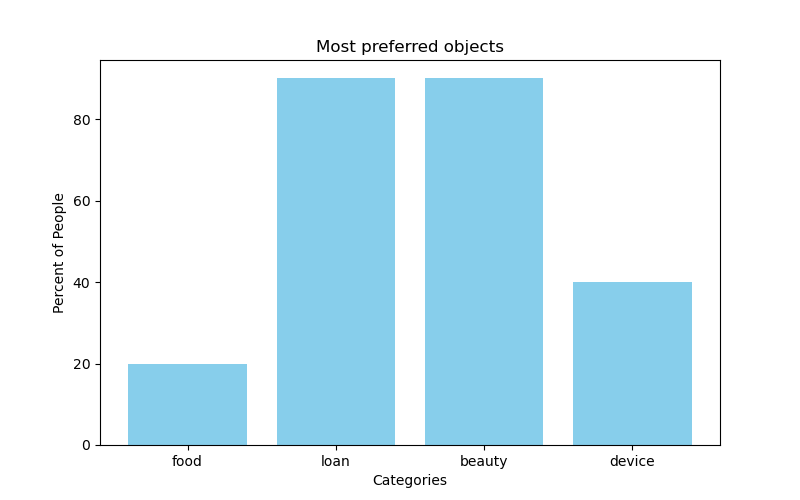 Most preferred objects
Percent of People
80
60
40
20
0
food loan beauty device
Categories